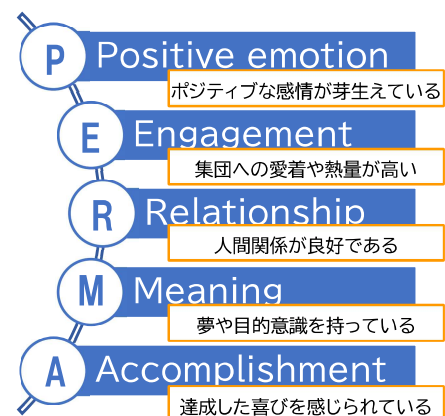 P Positive emotion
ポジティブな感情が芽生えている
E Engagement
集団への愛着や熱量が高い
R Relationship
人間関係が良好である
M Meaning
夢や目的意識を持っている
A Accomplishment
達成した喜びを感じられている